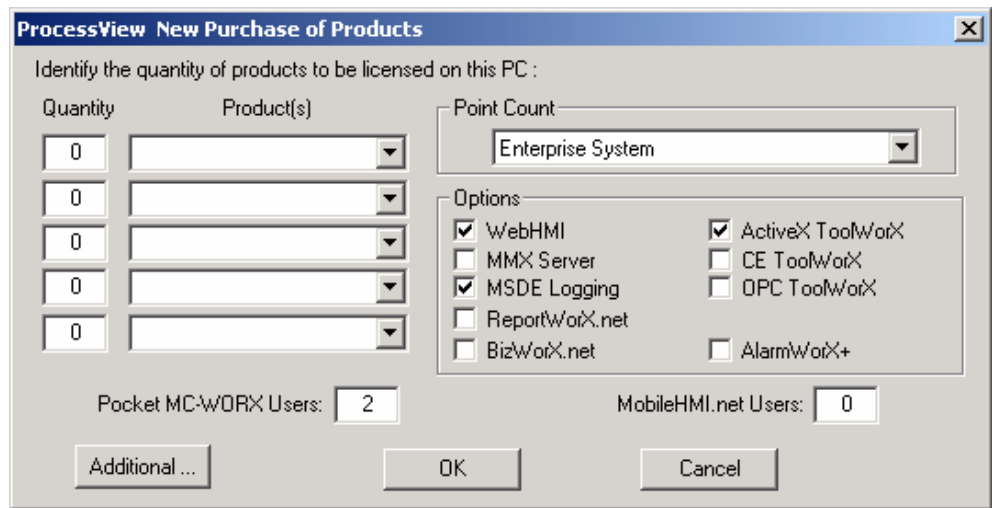 ProcessView New Purchase of Products
Identify the quantity of products to be licensed on this PC :
Quantity Product(s)
0
0
0
0
0
Point Count
Enterprise System
Options
WebHMI ActiveX ToolWorX
MMX Server CE ToolWorX
MSDE Logging OPC ToolWorX
ReportWorX.net
BizWorX.net AlarmWorX+
Pocket MC-WORX Users: 2 MobileHMI.net Users: 0
Additional ... OK Cancel